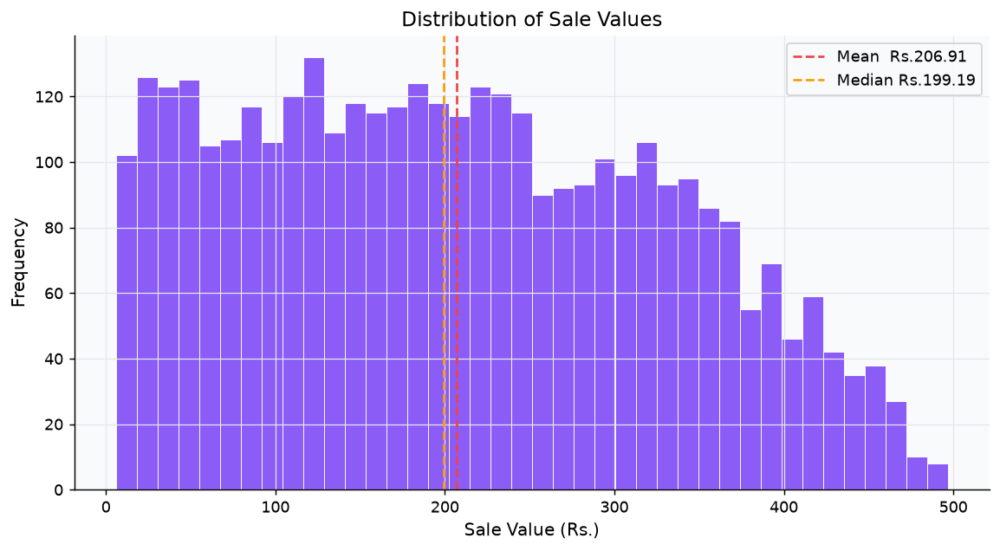 Distribution of Sale Values
Mean  Rs.206.91
Median Rs.199.19
Frequency
120
100
80
60
40
20
0
0 100 200 300 400 500
Sale Value (Rs.)